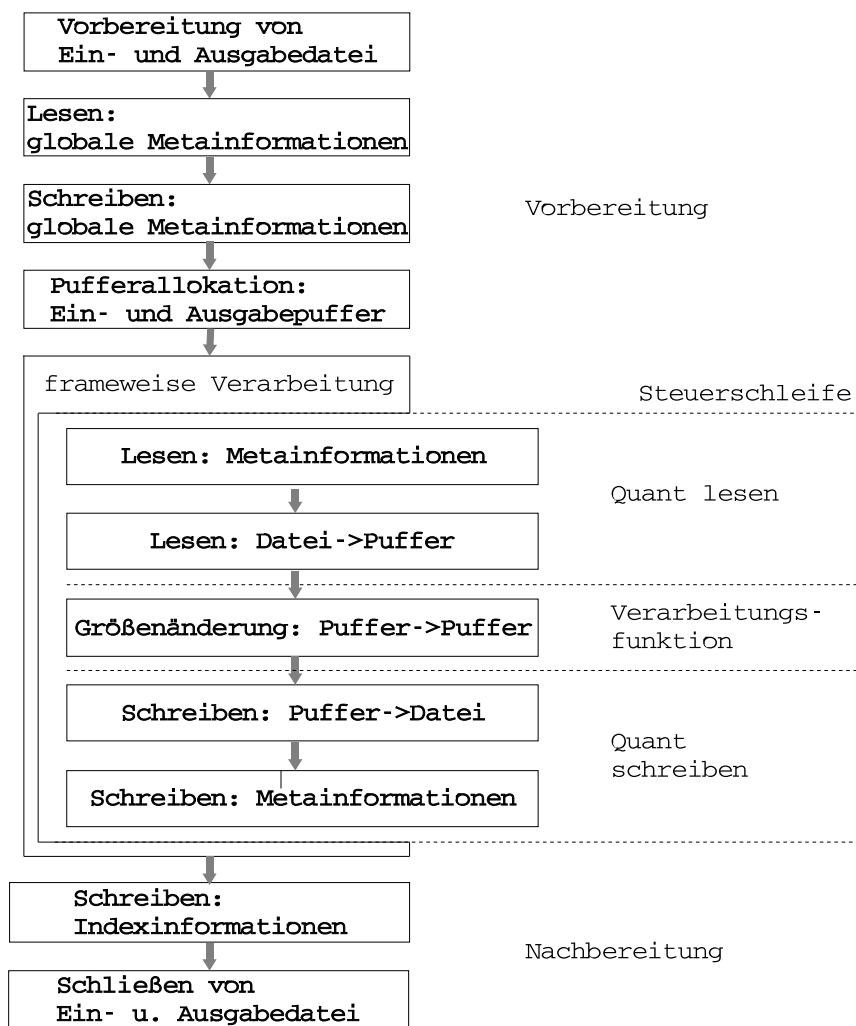 Vorbereitung von
Ein- und Ausgabedatei
Lesen:
globale Metainformationen
Schreiben:
globale Metainformationen
Vorbereitung
Pufferallokation:
Ein- und Ausgabepuffer
frameweise Verarbeitung
Steuerschleife
Lesen: Metainformationen
Quant lesen
Lesen: Datei->Puffer
Größenänderung: Puffer->Puffer
Verarbeitungs-
funktion
Schreiben: Puffer->Datei
Quant
schreiben
Schreiben: Metainformationen
Schreiben:
Indexinformationen
Nachbereitung
Schließen von
Ein- u. Ausgabedatei